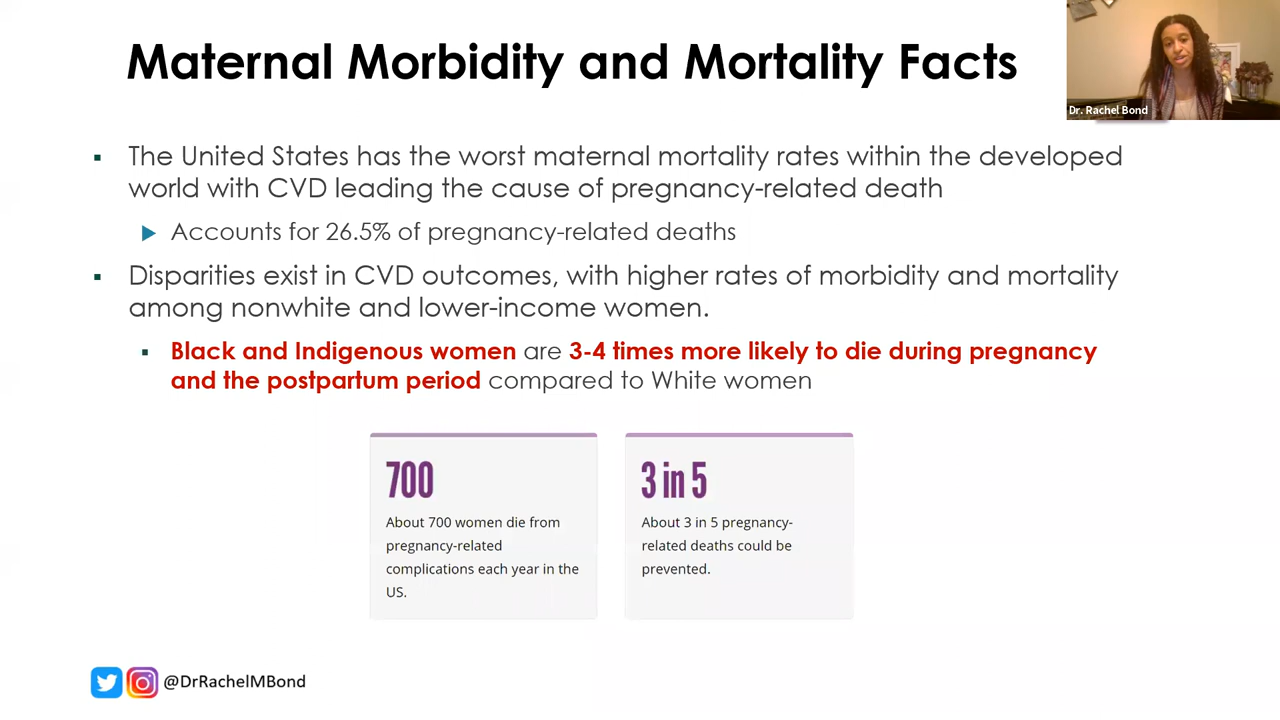 Maternal Morbidity and Mortality Facts
Dr. Rachel Bond
The United States has the worst maternal mortality rates within the developed
world with CVD leading the cause of pregnancy-related death
Accounts for 26.5% of pregnancy-related deaths
Disparities exist in CVD outcomes, with higher rates of morbidity and mortality
among nonwhite and lower-income women.
Black and Indigenous women are 3-4 times more likely to die during pregnancy
and the postpartum period compared to White women
700
About 700 women die from
pregnancy-related
complications each year in the
US.
3 in 5
About 3 in 5 pregnancy-
related deaths could be
prevented.
@DrRachelMBond